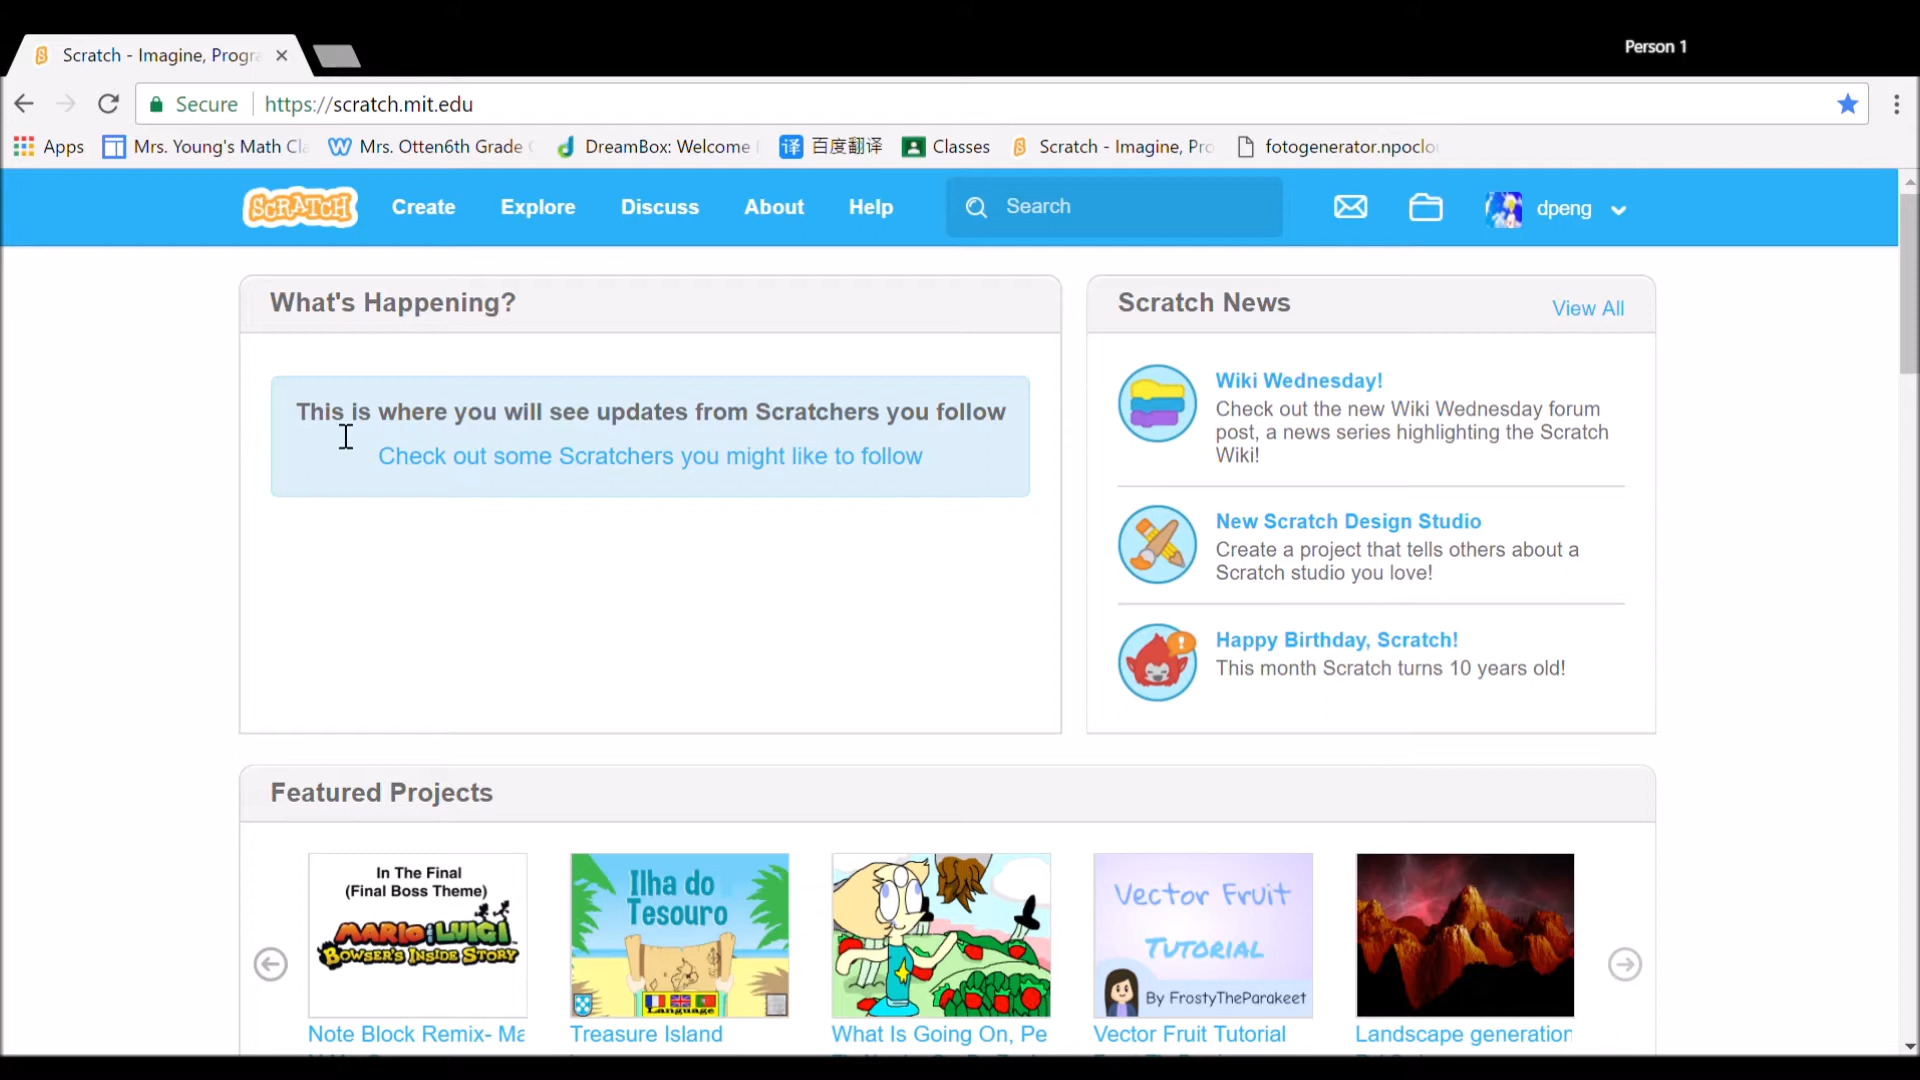 Person 1
Scratch - Imagine, Progra
Secure
https://scratch.mit.edu
Apps
Mrs. Young's Math Cla
Mrs. Otten6th Grade
DreamBox: Welcome
译 百度翻译
Classes
Scratch - Imagine, Pro
fotogenerator.npoclou
SCRATCH
Create
Explore
Discuss
About
Help
Search
dpeng
What's Happening?
This is where you will see updates from Scratchers you follow
Check out some Scratchers you might like to follow
Scratch News
View All
Wiki Wednesday!
Check out the new Wiki Wednesday forum
post, a news series highlighting the Scratch
Wiki!
New Scratch Design Studio
Create a project that tells others about a
Scratch studio you love!
Happy Birthday, Scratch!
This month Scratch turns 10 years old!
Featured Projects
In The Final
(Final Boss Theme)
MARIO & LUIGI
BOWSER'S INSIDE STORY
Note Block Remix- Ma
Ilha do
Tesouro
Language
Treasure Island
What Is Going On, Pe
Vector Fruit
TUTORIAL
By FrostyTheParakeet
Vector Fruit Tutorial
Landscape generation